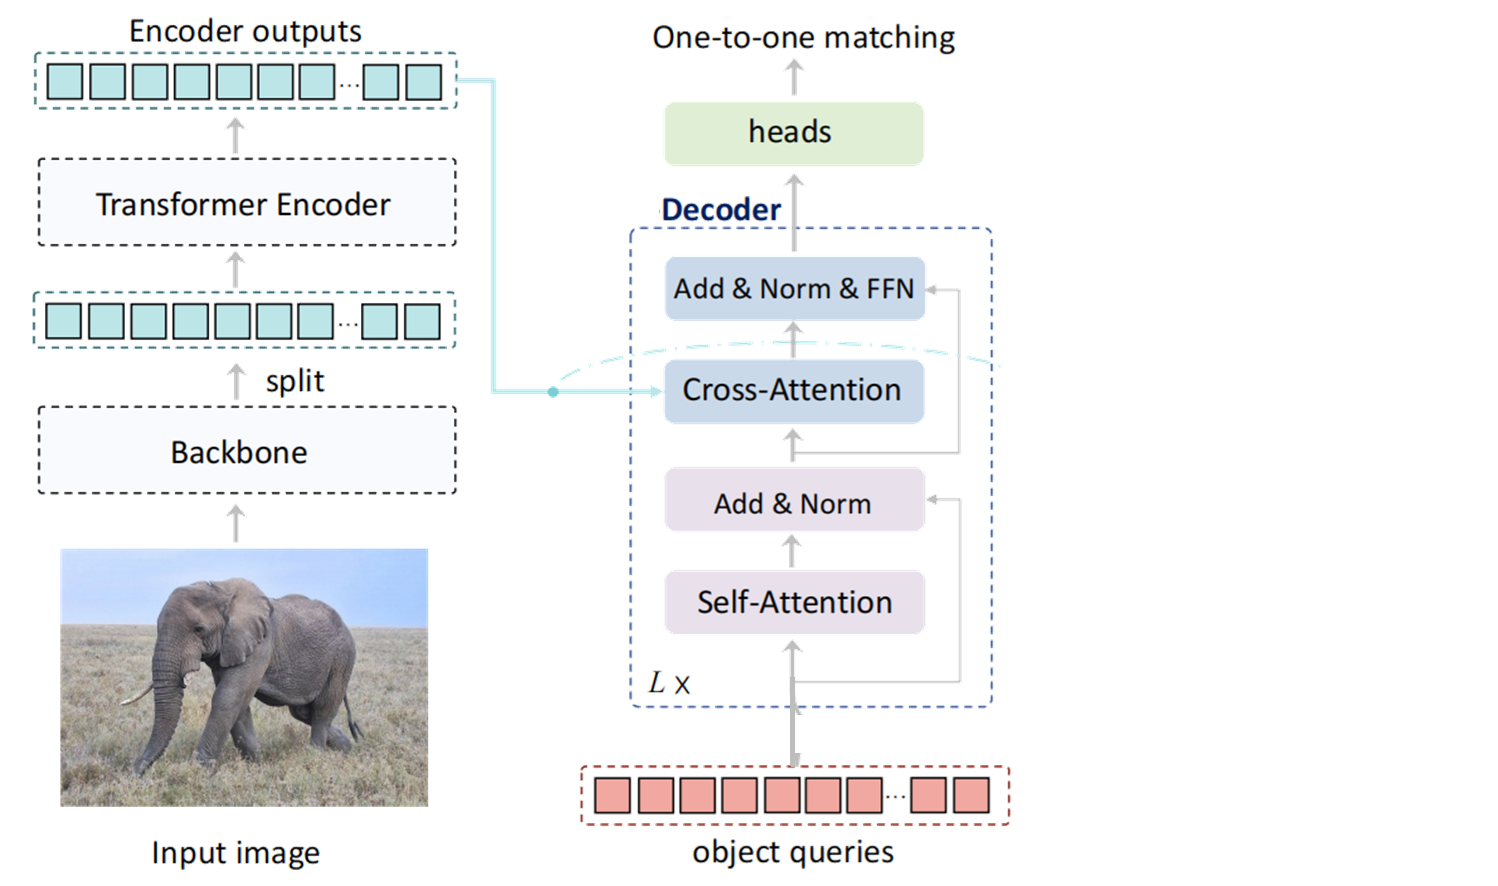 Encoder outputs
...
Transformer Encoder
...
split
Backbone
Input image
One-to-one matching
heads
Decoder
Add & Norm & FFN
Cross-Attention
Add & Norm
Self-Attention
L x
...
object queries